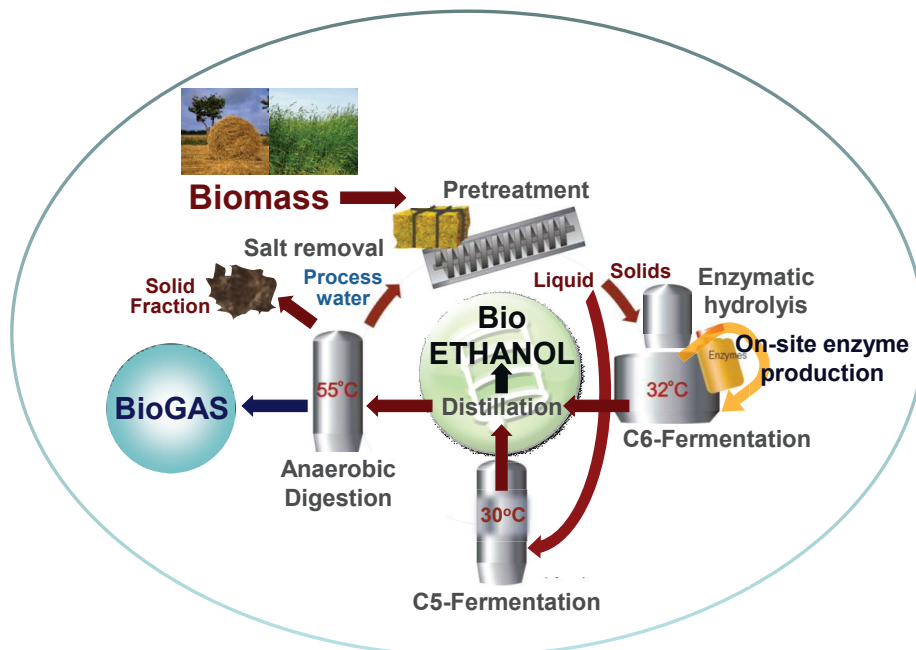 Biomass
Pretreatment
Salt removal
Solid
Fraction
Process
water
Liquid
Solids
Enzymatic
hydrolyis
Bio
ETHANOL
On-site enzyme
production
Enzymes
BioGAS
55°C
Distillation
32°C
C6-Fermentation
Anaerobic
Digestion
30°C
C5-Fermentation